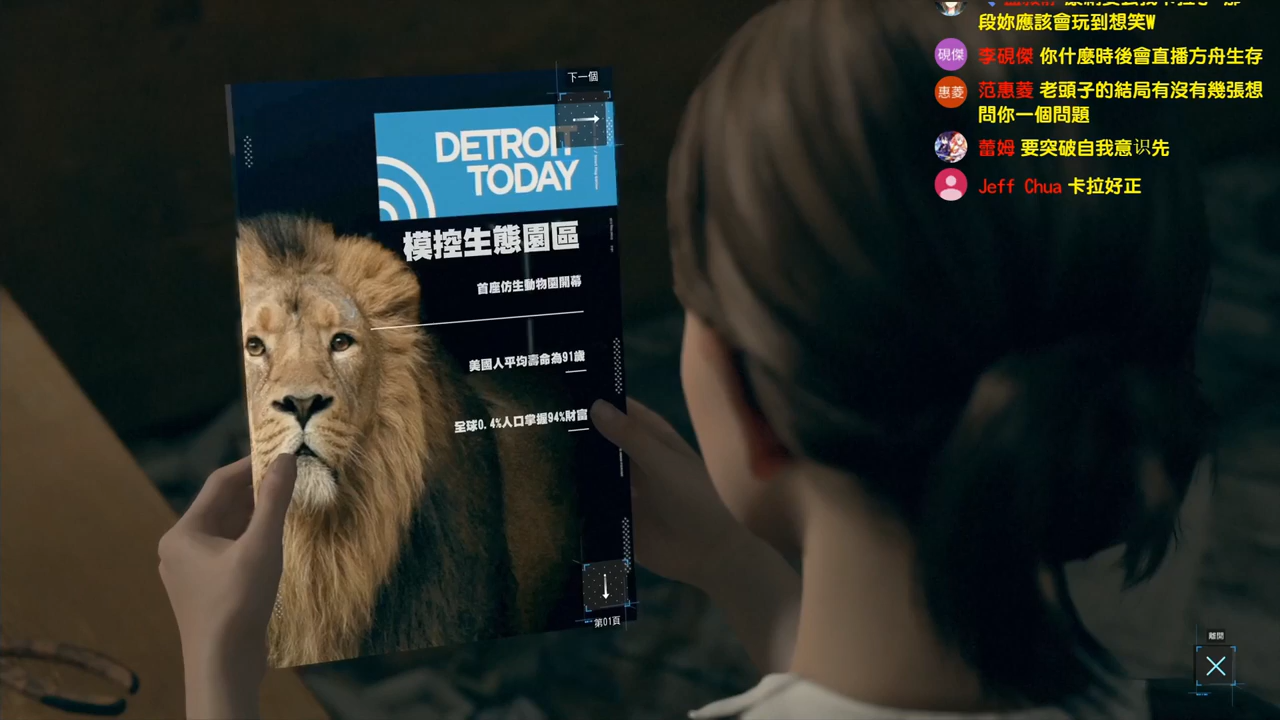 段妳應該會玩到想笑W
李硯傑 你什麼時後會直播方舟生存
范惠菱 老頭子的結局有沒有幾張想
問你一個問題
蕾姆 要突破自我意识先
Jeff Chua 卡拉好正
硯傑
惠菱
下一個
DETROIT
TODAY
模控生態園區
首座仿生動物園開幕
美國人平均壽命為91歲
全球0.4%人口掌握94%財富
第01頁
離開